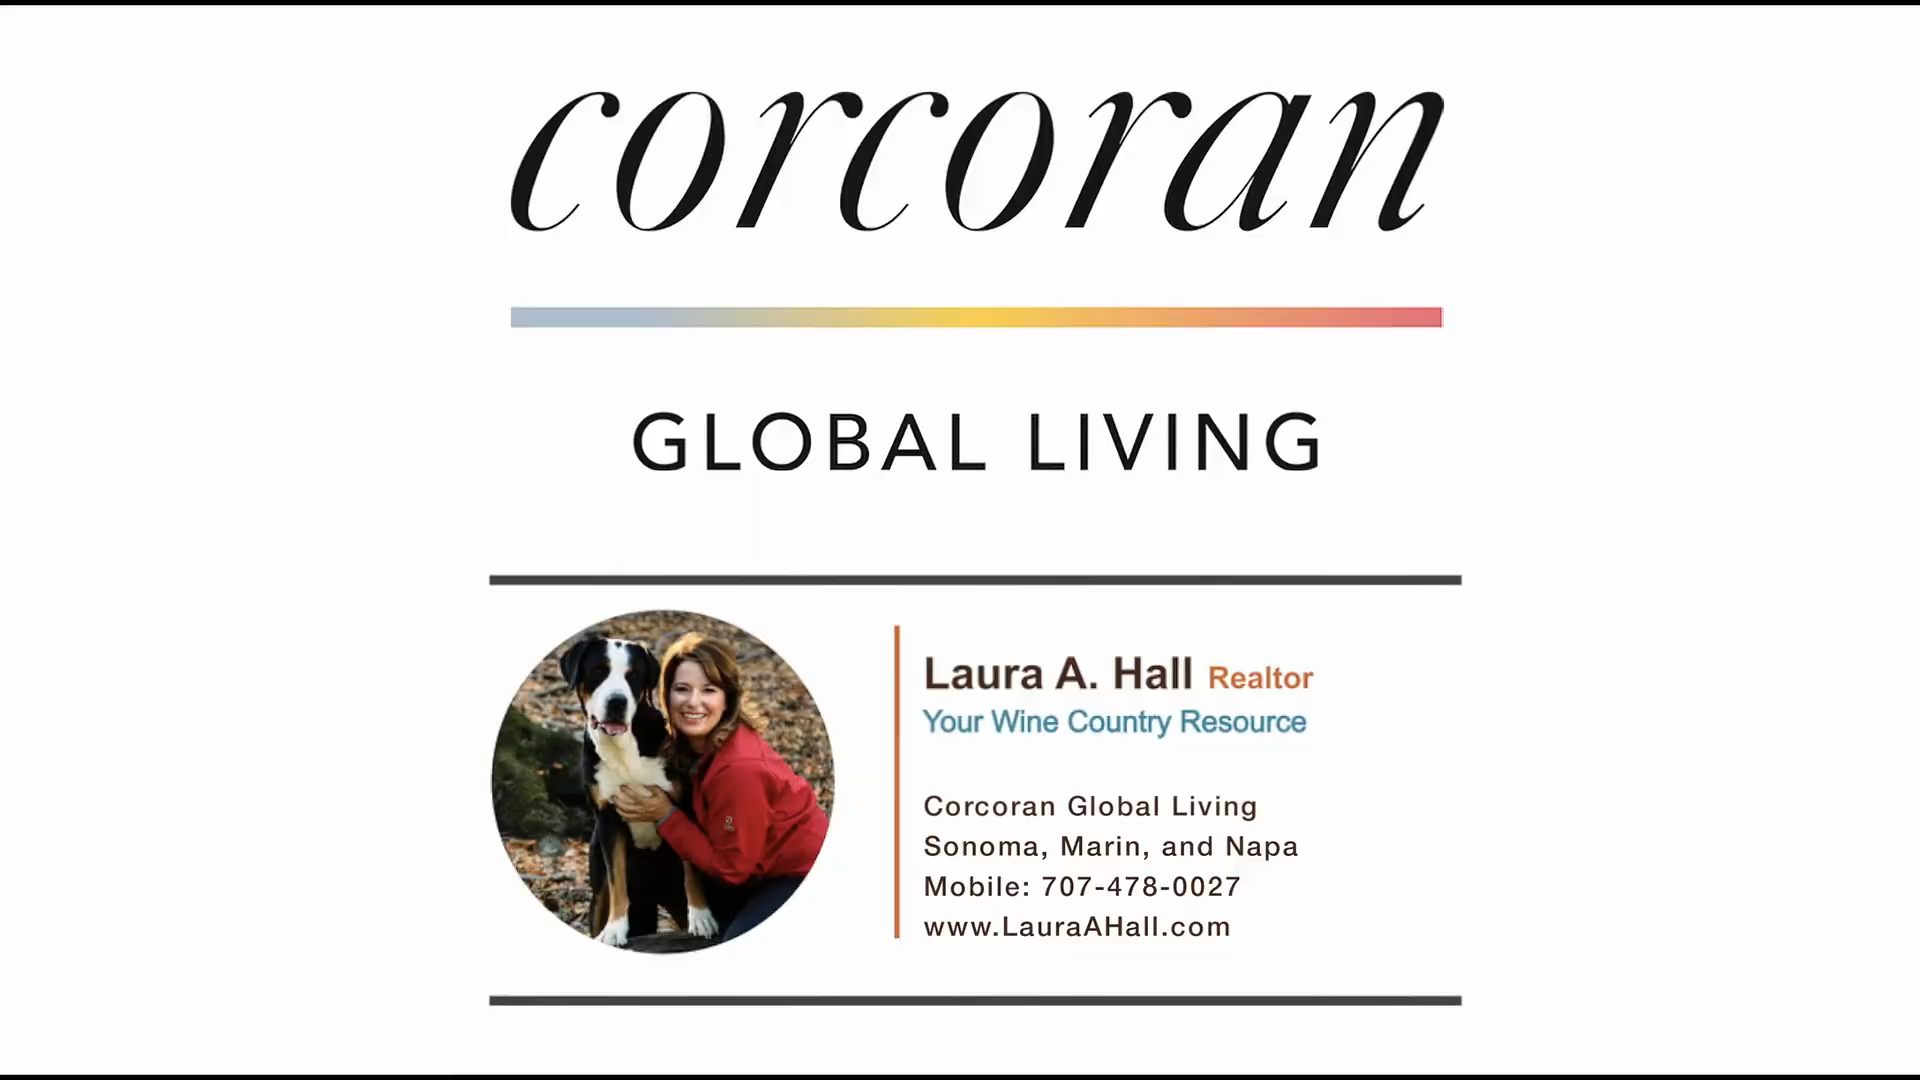 corcoran
GLOBAL LIVING
Laura A. Hall Realtor
Your Wine Country Resource
Corcoran Global Living
Sonoma, Marin, and Napa
Mobile: 707-478-0027
www.LauraAHall.com